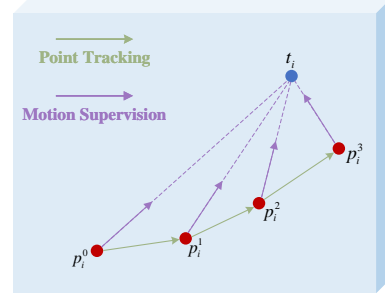 Point Tracking
Motion Supervision
t_i
p_i^3
p_i^2
p_i^1
p_i^0